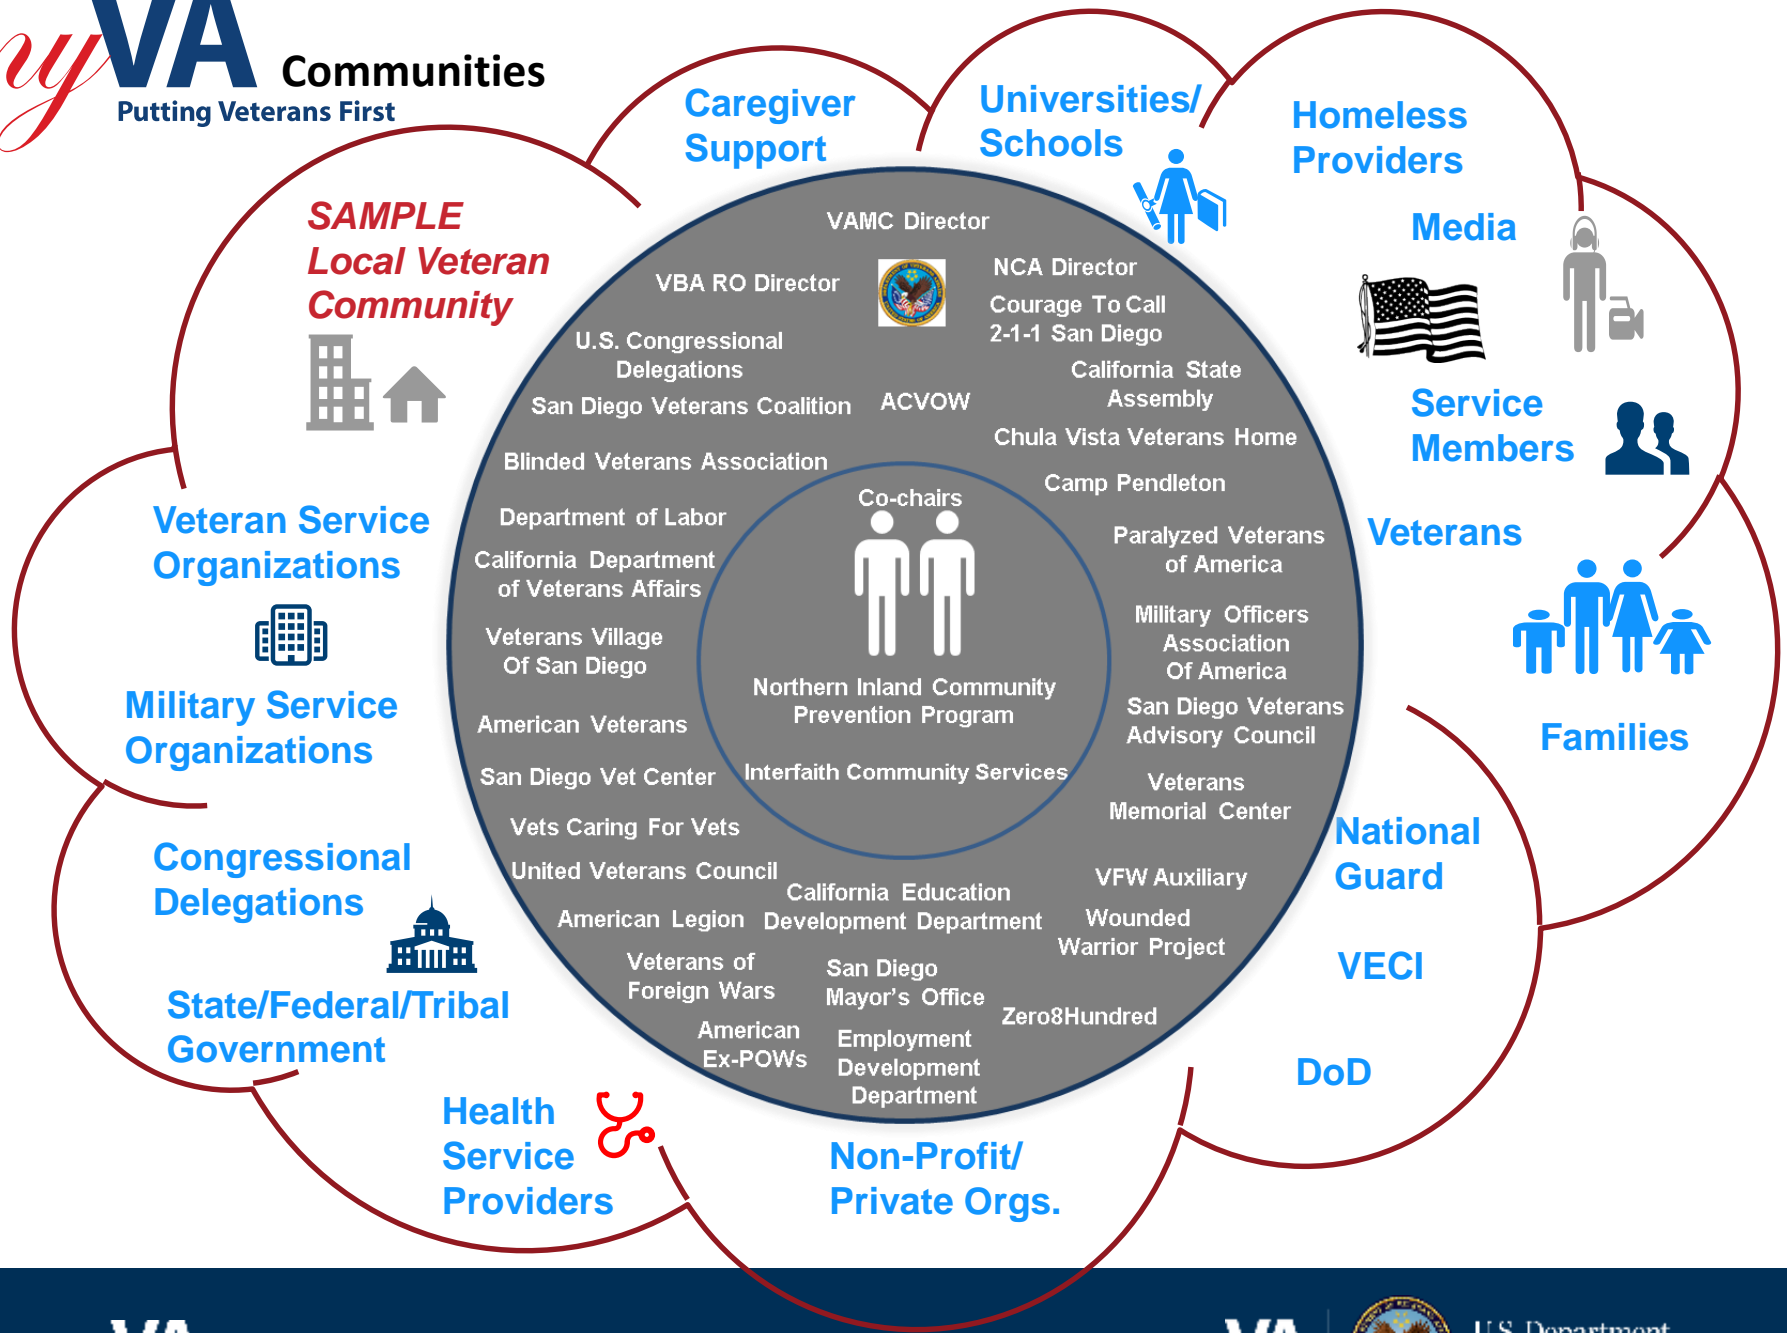 myVA
Communities
Putting Veterans First
Caregiver
Support
Universities/
Schools
Homeless
Providers
Media
SAMPLE
Local Veteran
Community
Service
Members
Veterans
Families
Veteran Service
Organizations
Military Service
Organizations
Congressional
Delegations
State/Federal/Tribal
Government
Health
Service
Providers
Non-Profit/
Private Orgs.
National
Guard
VECI
DoD
VAMC Director
VBA RO Director
NCA Director
Courage To Call
2-1-1 San Diego
U.S. Congressional
Delegations
California State
Assembly
San Diego Veterans Coalition
ACVOW
Chula Vista Veterans Home
Blinded Veterans Association
Camp Pendleton
Co-chairs
Department of Labor
Paralyzed Veterans
of America
California Department
of Veterans Affairs
Military Officers
Association
Of America
Veterans Village
Of San Diego
Northern Inland Community
Prevention Program
San Diego Veterans
Advisory Council
American Veterans
Interfaith Community Services
San Diego Vet Center
Veterans
Memorial Center
Vets Caring For Vets
United Veterans Council
California Education
Development Department
VFW Auxiliary
American Legion
Wounded
Warrior Project
Veterans of
Foreign Wars
San Diego
Mayor's Office
Zero8Hundred
American
Ex-POWs
Employment
Development
Department
VA
VA
U.S. Department